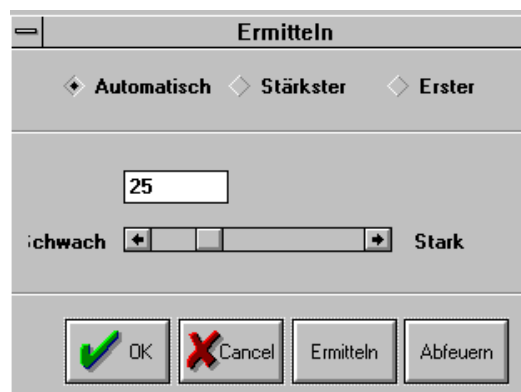 Ermitteln
Automatisch Stärkster Erster
25
chwach Stark
OK Cancel Ermitteln Abfeuern